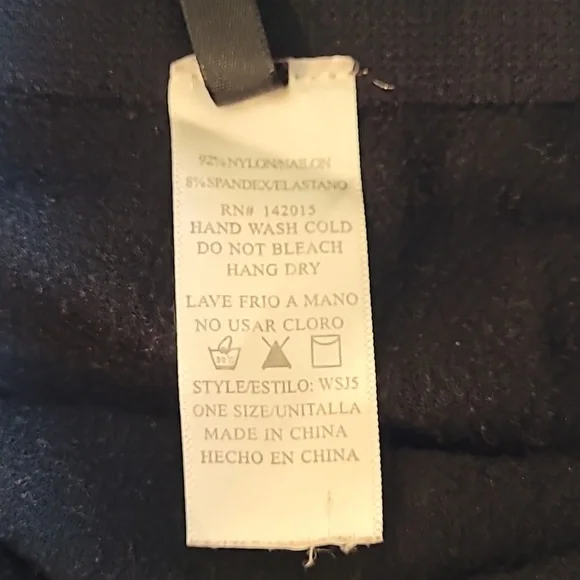 92% NYLON/NAILON
8% SPANDEX/ELASTANO
RN# 142015
HAND WASH COLD
DO NOT BLEACH
HANG DRY
LAVE FRIO A MANO
NO USAR CLORO
30°C
STYLE/ESTILO: WSJ5
ONE SIZE/UNITALLA
MADE IN CHINA
HECHO EN CHINA